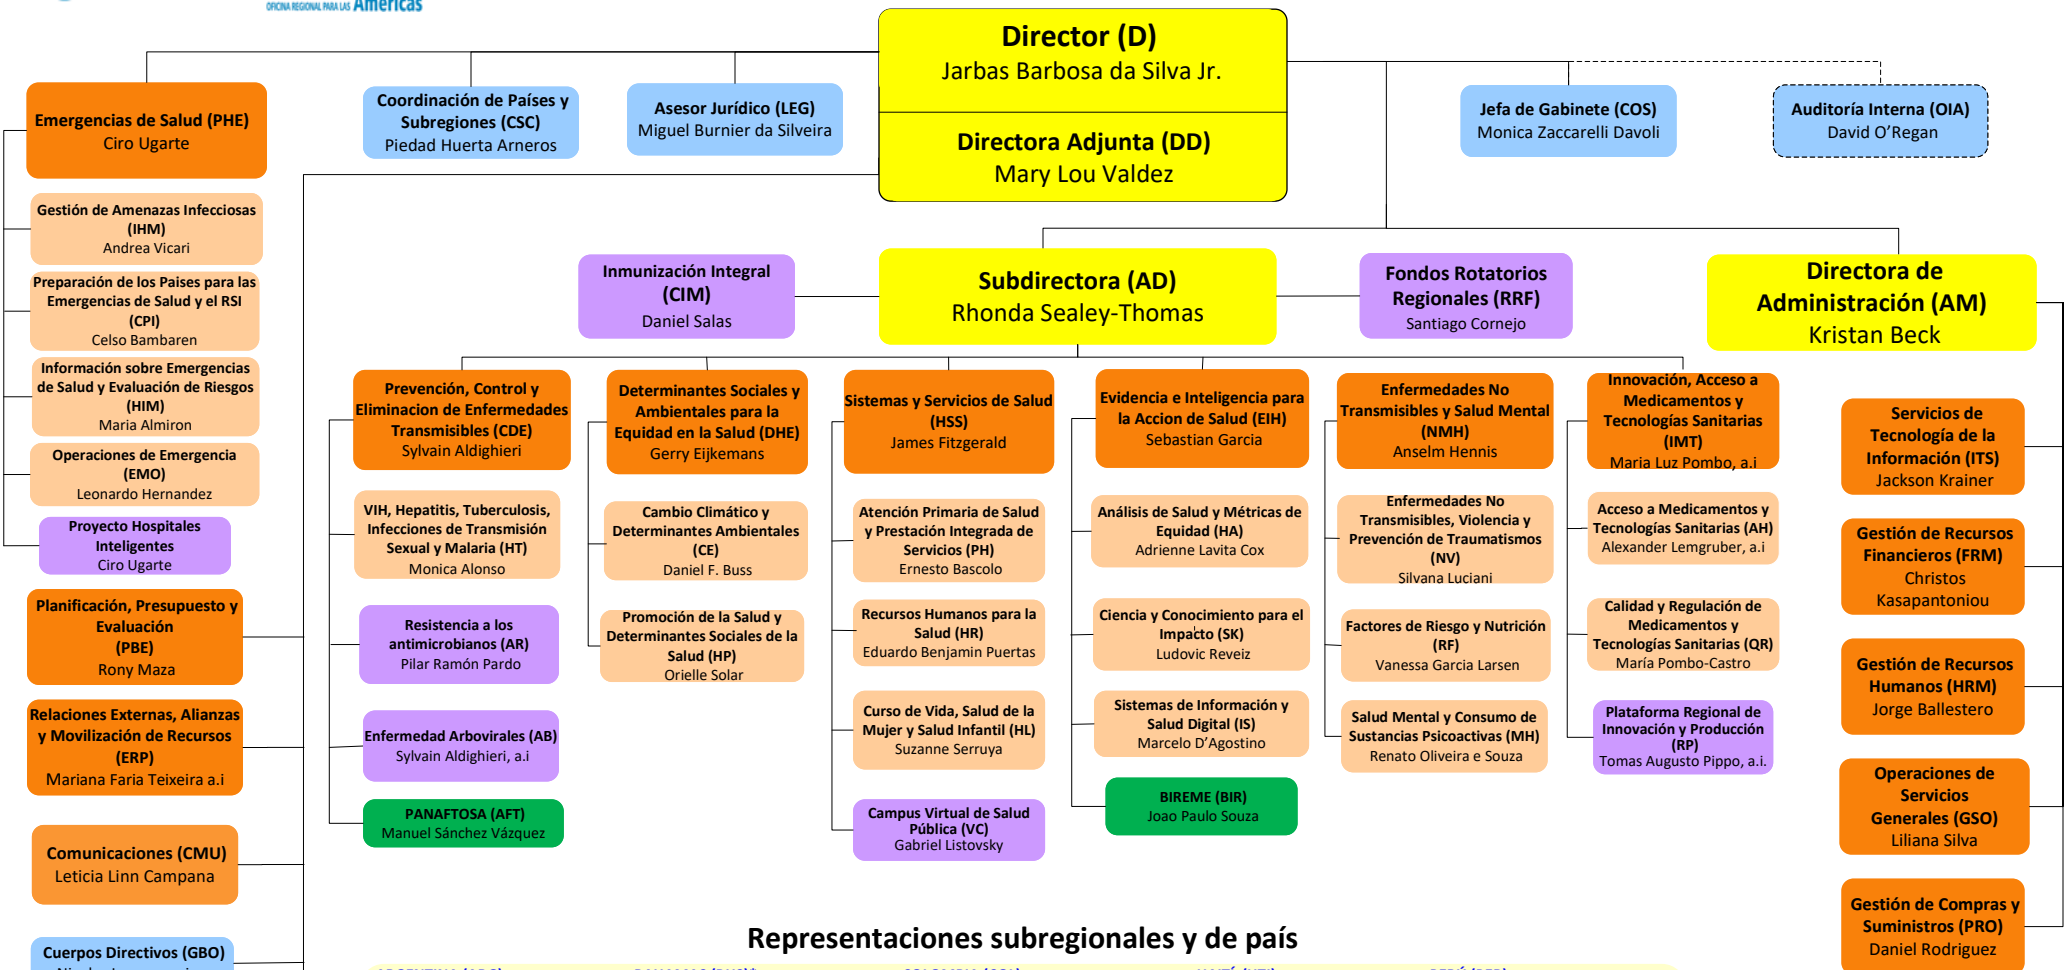 OFICINA REGIONAL PARA LAS Américas
Director (D)
Jarbas Barbosa da Silva Jr.
Directora Adjunta (DD)
Mary Lou Valdez
Emergencias de Salud (PHE)
Ciro Ugarte
Coordinación de Países y
Subregiones (CSC)
Piedad Huerta Arneros
Asesor Jurídico (LEG)
Miguel Burnier da Silveira
Jefa de Gabinete (COS)
Monica Zaccarelli Davoli
Auditoría Interna (OIA)
David O’Regan
Gestión de Amenazas Infecciosas
(IHM)
Andrea Vicari
Preparación de los Paises para las
Emergencias de Salud y el RSI
(CPI)
Celso Bambaren
Información sobre Emergencias
de Salud y Evaluación de Riesgos
(HIM)
Maria Almiron
Operaciones de Emergencia
(EMO)
Leonardo Hernandez
Proyecto Hospitales
Inteligentes
Ciro Ugarte
Planificación, Presupuesto y
Evaluación
(PBE)
Rony Maza
Relaciones Externas, Alianzas
y Movilización de Recursos
(ERP)
Mariana Faria Teixeira a.i
Comunicaciones (CMU)
Leticia Linn Campana
Cuerpos Directivos (GBO)
Inmunización Integral
(CIM)
Daniel Salas
Subdirectora (AD)
Rhonda Sealey-Thomas
Fondos Rotatorios
Regionales (RRF)
Santiago Cornejo
Directora de
Administración (AM)
Kristan Beck
Prevención, Control y
Eliminacion de Enfermedades
Transmisibles (CDE)
Sylvain Aldighieri
VIH, Hepatitis, Tuberculosis,
Infecciones de Transmisión
Sexual y Malaria (HT)
Monica Alonso
Resistencia a los
antimicrobianos (AR)
Pilar Ramón Pardo
Enfermedad Arbovirales (AB)
Sylvain Aldighieri, a.i
PANAFTOSA (AFT)
Manuel Sánchez Vázquez
Determinantes Sociales y
Ambientales para la
Equidad en la Salud (DHE)
Gerry Eijkemans
Cambio Climático y
Determinantes Ambientales
(CE)
Daniel F. Buss
Promoción de la Salud y
Determinantes Sociales de la
Salud (HP)
Orielle Solar
Sistemas y Servicios de Salud
(HSS)
James Fitzgerald
Atención Primaria de Salud
y Prestación Integrada de
Servicios (PH)
Ernesto Bascolo
Recursos Humanos para la
Salud (HR)
Eduardo Benjamin Puertas
Curso de Vida, Salud de la
Mujer y Salud Infantil (HL)
Suzanne Serruya
Campus Virtual de Salud
Pública (VC)
Gabriel Listovsky
Evidencia e Inteligencia para
la Accion de Salud (EIH)
Sebastian Garcia
Análisis de Salud y Métricas de
Equidad (HA)
Adrienne Lavita Cox
Ciencia y Conocimiento para el
Impacto (SK)
Ludovic Reveiz
Sistemas de Información y
Salud Digital (IS)
Marcelo D’Agostino
BIREME (BIR)
Joao Paulo Souza
Enfermedades No
Transmisibles y Salud Mental
(NMH)
Anselm Hennis
Enfermedades No
Transmisibles, Violencia y
Prevención de Traumatismos
(NV)
Silvana Luciani
Factores de Riesgo y Nutrición
(RF)
Vanessa Garcia Larsen
Salud Mental y Consumo de
Sustancias Psicoactivas (MH)
Renato Oliveira e Souza
Innovación, Acceso a
Medicamentos y
Tecnologías Sanitarias
(IMT)
Maria Luz Pombo, a.i
Acceso a Medicamentos y
Tecnologías Sanitarias (AH)
Alexander Lemgruber, a.i
Calidad y Regulación de
Medicamentos y
Tecnologías Sanitarias (QR)
María Pombo-Castro
Plataforma Regional de
Innovación y Producción
(RP)
Tomas Augusto Pippo, a.i.
Servicios de
Tecnología de la
Información (ITS)
Jackson Krainer
Gestión de Recursos
Financieros (FRM)
Christos
Kasapantoniou
Gestión de Recursos
Humanos (HRM)
Jorge Ballestero
Operaciones de
Servicios
Generales (GSO)
Liliana Silva
Gestión de Compras y
Suministros (PRO)
Daniel Rodriguez
Representaciones subregionales y de país